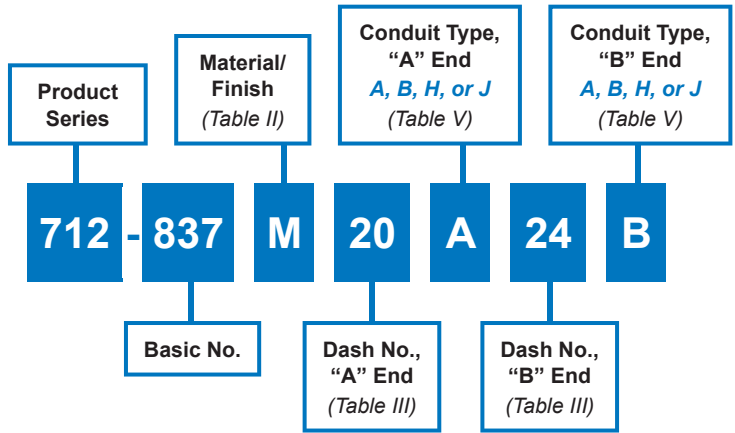 Product
Series
Material/
Finish
(Table II)
Conduit Type,
“A” End
A, B, H, or J
(Table V)
Conduit Type,
“B” End
A, B, H, or J
(Table V)
712 - 837 M 20 A 24 B
Basic No.
Dash No.,
“A” End
(Table III)
Dash No.,
“B” End
(Table III)